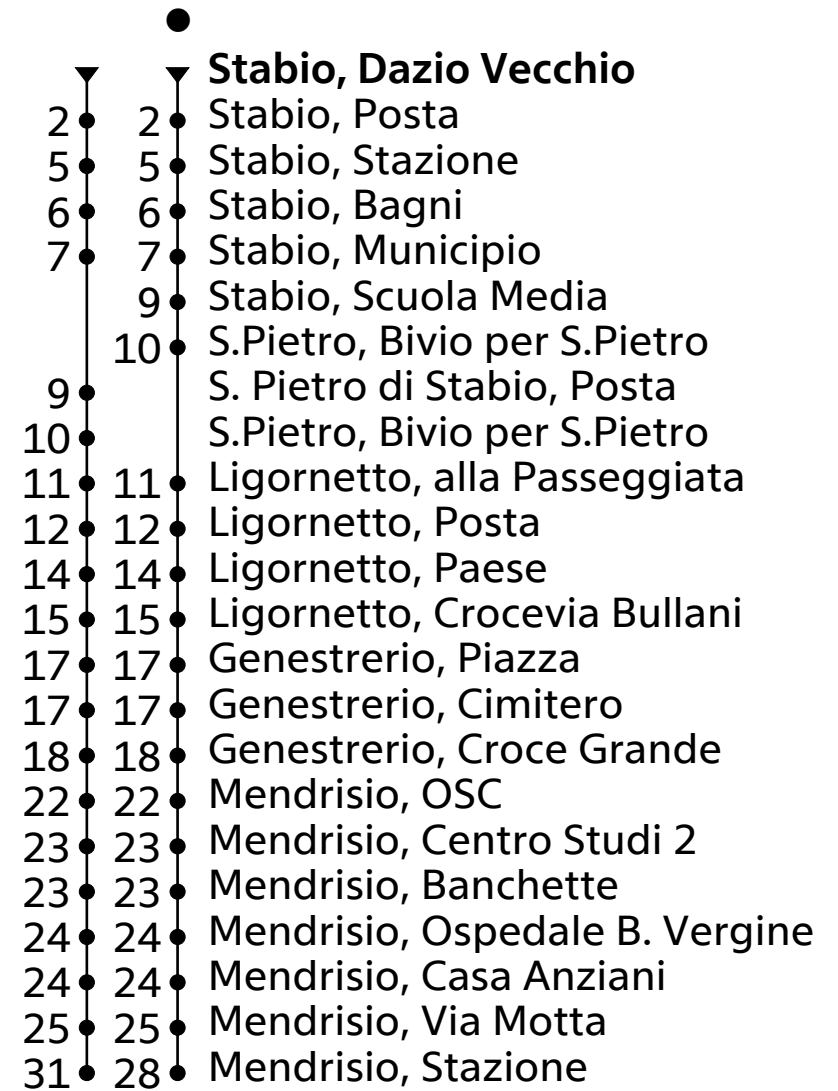 Stabio, Dazio Vecchio
2 2 Stabio, Posta
5 5 Stabio, Stazione
6 6 Stabio, Bagni
7 7 Stabio, Municipio
9 Stabio, Scuola Media
10 S.Pietro, Bivio per S.Pietro
9 S. Pietro di Stabio, Posta
10 S.Pietro, Bivio per S.Pietro
11 11 Ligornetto, alla Passeggiata
12 12 Ligornetto, Posta
14 14 Ligornetto, Paese
15 15 Ligornetto, Crocevia Bullani
17 17 Genestrerio, Piazza
17 17 Genestrerio, Cimitero
18 18 Genestrerio, Croce Grande
22 22 Mendrisio, OSC
23 23 Mendrisio, Centro Studi 2
23 23 Mendrisio, Banchette
24 24 Mendrisio, Ospedale B. Vergine
24 24 Mendrisio, Casa Anziani
25 25 Mendrisio, Via Motta
31 28 Mendrisio, Stazione